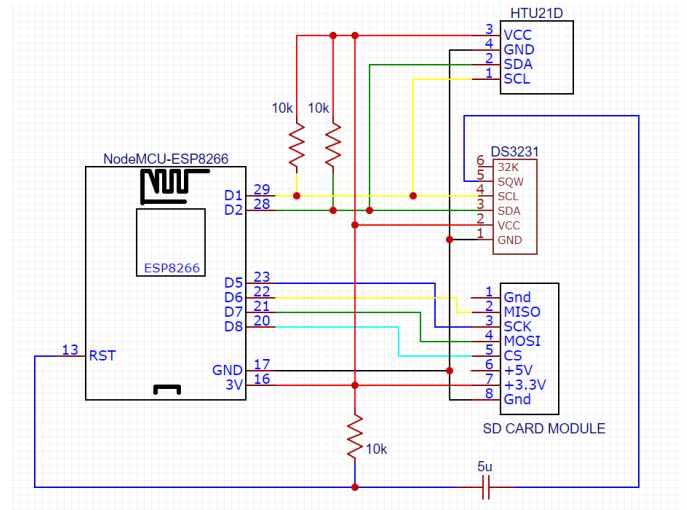 HTU21D
3 VCC
4 GND
2 SDA
1 SCL
10k 10k
NodeMCU-ESP8266
D1 29
D2 28
ESP8266
D5 23
D6 22
D7 21
D8 20
13 RST
GND 17
3V 16
DS3231
6 32K
5 SQW
4 SCL
3 SDA
2 VCC
1 GND
1 Gnd
2 MISO
3 SCK
4 MOSI
5 CS
6 +5V
7 +3.3V
8 Gnd
SD CARD MODULE
10k
5u